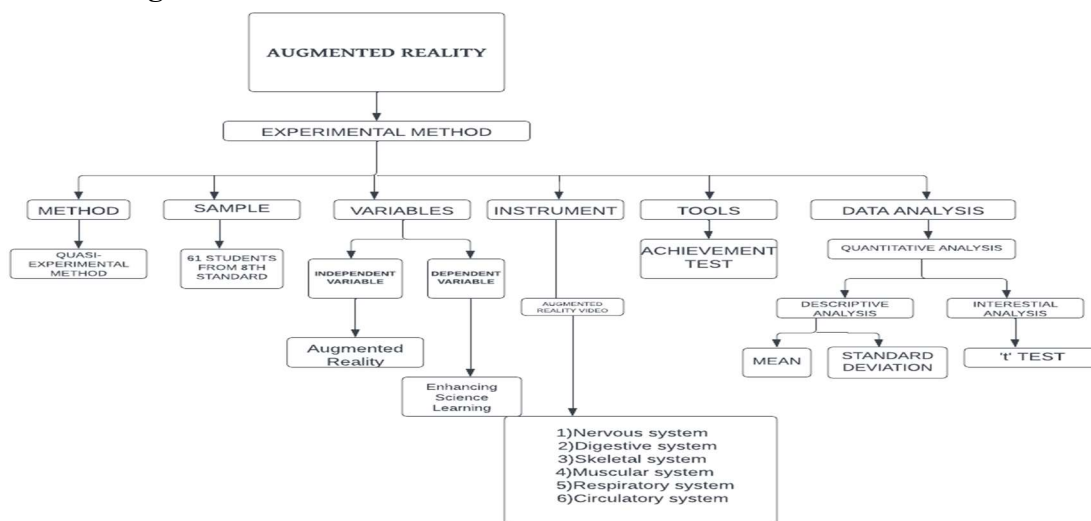 AUGMENTED REALITY
EXPERIMENTAL METHOD
METHOD
SAMPLE
VARIABLES
INSTRUMENT
TOOLS
DATA ANALYSIS
QUASI-
EXPERIMENTAL
METHOD
61 STUDENTS
FROM 8TH
STANDARD
INDEPENDENT
VARIABLE
DEPENDENT
VARIABLE
ACHIEVEMENT
TEST
QUANTITATIVE ANALYSIS
AUGMENTED
REALITY VIDEO
DESCRIPTIVE
ANALYSIS
INTERESTIAL
ANALYSIS
Augmented
Reality
MEAN
STANDARD
DEVIATION
't' TEST
Enhancing
Science
Learning
1)Nervous system
2)Digestive system
3)Skeletal system
4)Muscular system
5)Respiratory system
6)Circulatory system